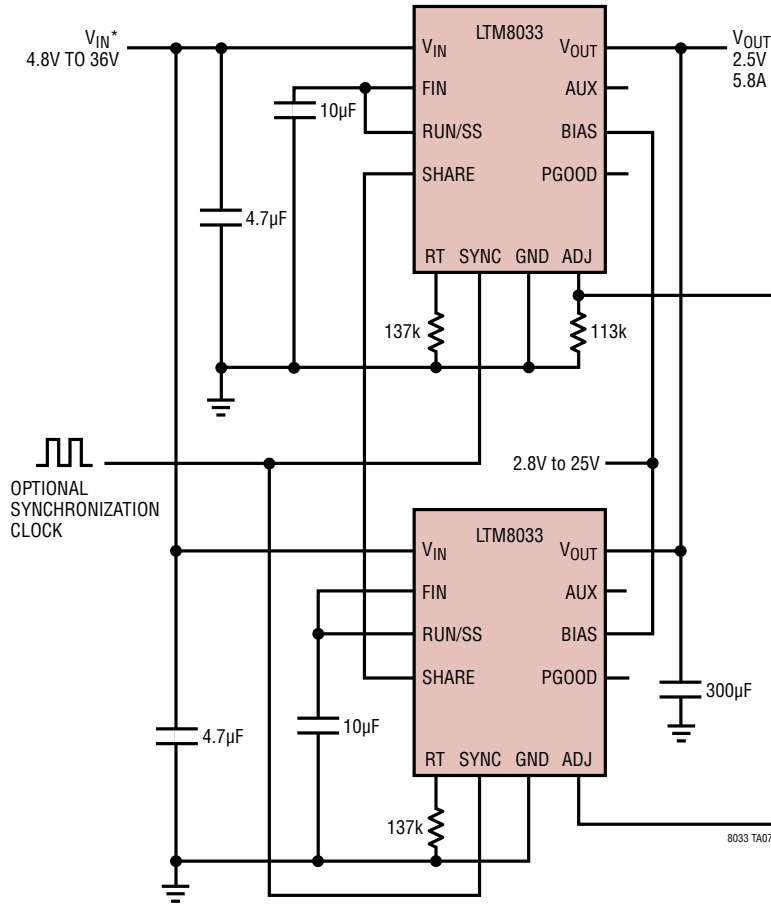 VIN*
4.8V TO 36V
LTM8033
VIN
VOUT
VOUT
2.5V
5.8A
FIN
AUX
10µF
RUN/SS
BIAS
SHARE
PGOOD
4.7µF
RT
SYNC
GND
ADJ
137k
113k
OPTIONAL
SYNCHRONIZATION
CLOCK
2.8V to 25V
LTM8033
VIN
VOUT
FIN
AUX
RUN/SS
BIAS
SHARE
PGOOD
300µF
4.7µF
10µF
RT
SYNC
GND
ADJ
137k
8033 TA07